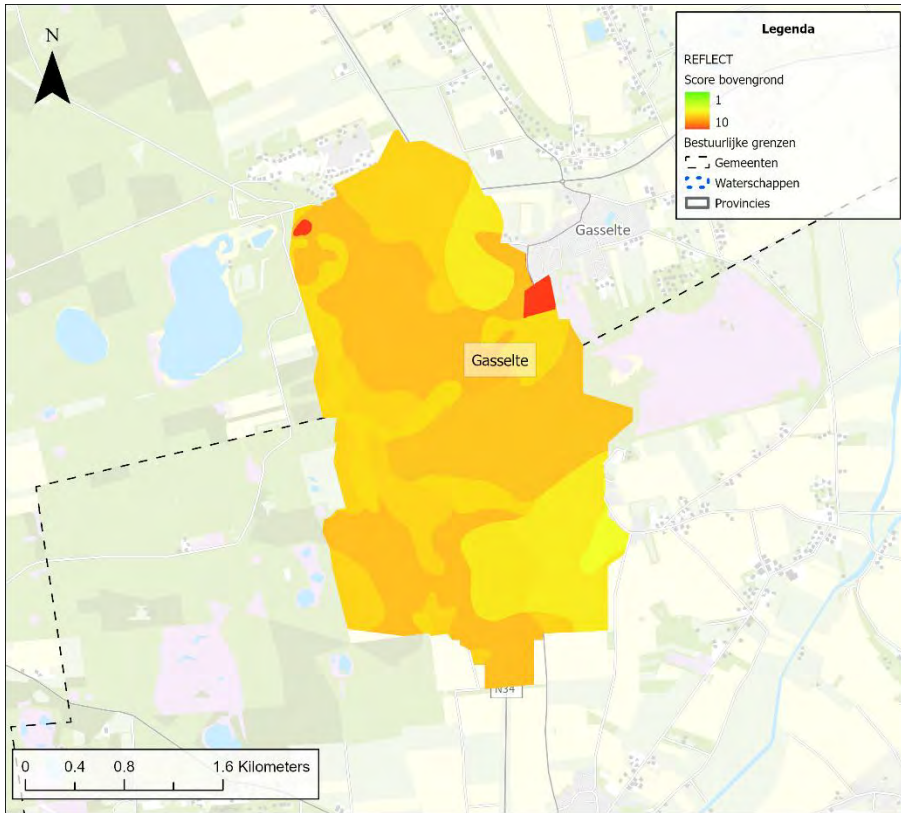 N
Legenda
REFLECT
Score bovengrond
1
10
Bestuurlijke grenzen
Gemeenten
Waterschappen
Provincies
Gasselte
Gasselte
N34
0 0.4 0.8 1.6 Kilometers